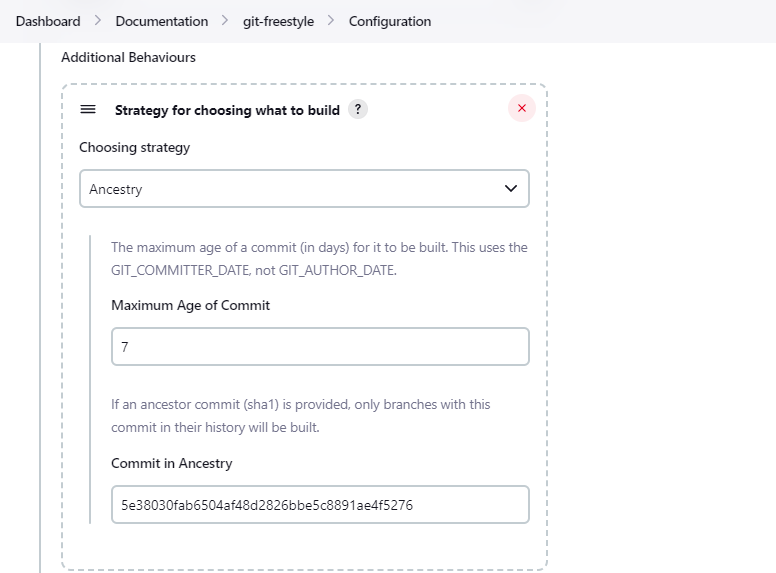 Dashboard > Documentation > git-freestyle > Configuration
Additional Behaviours
Strategy for choosing what to build ?
Choosing strategy
Ancestry
The maximum age of a commit (in days) for it to be built. This uses the
GIT_COMMITTER_DATE, not GIT_AUTHOR_DATE.
Maximum Age of Commit
7
If an ancestor commit (sha1) is provided, only branches with this
commit in their history will be built.
Commit in Ancestry
5e38030fab6504af48d2826bbe5c8891ae4f5276